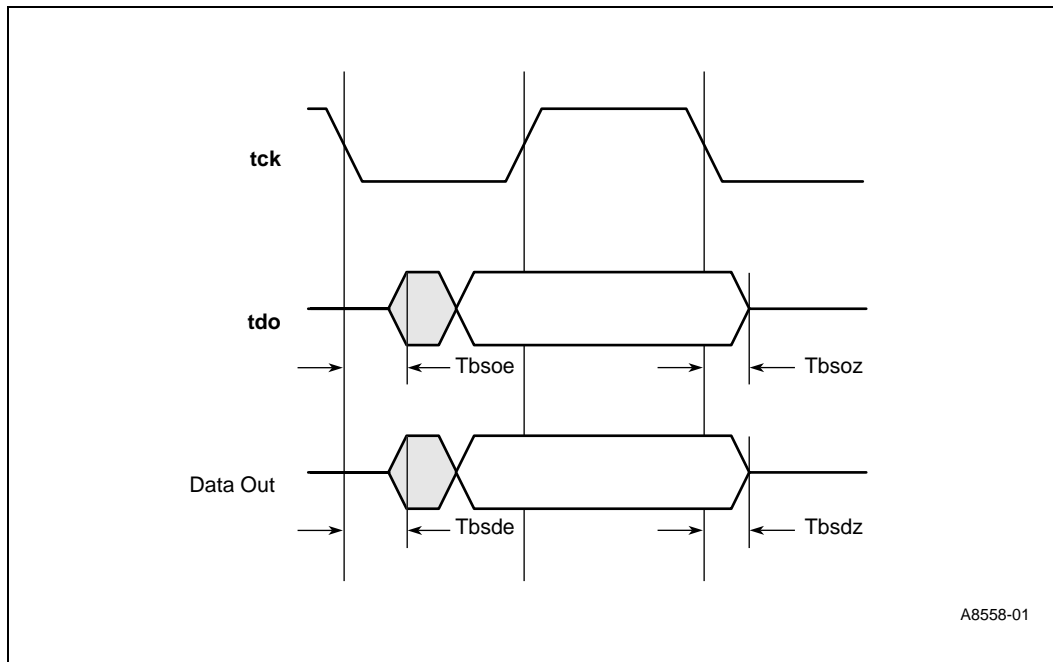 tck
tdo
Tbsoe
Tbsoz
Data Out
Tbsde
Tbsdz
A8558-01